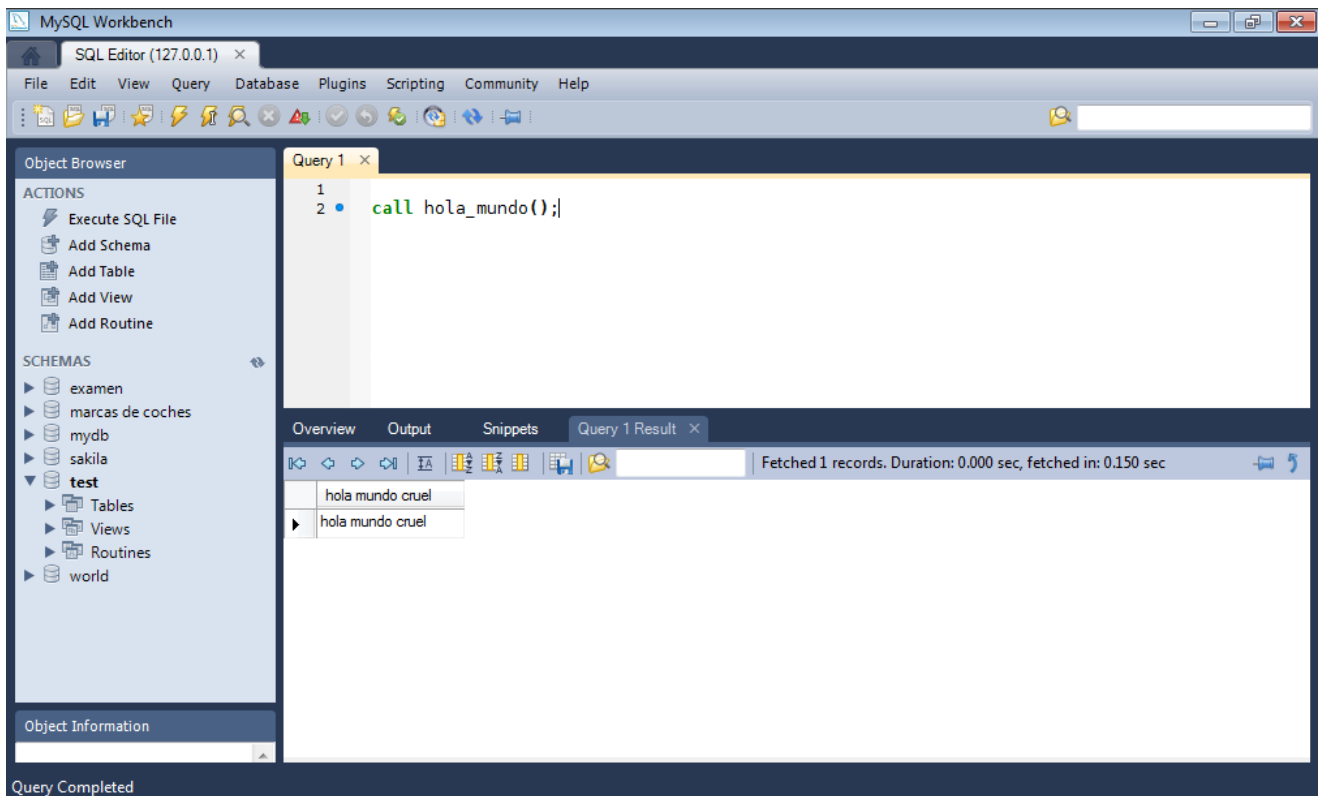 MySQL Workbench
SQL Editor (127.0.0.1)
File Edit View Query Database Plugins Scripting Community Help
Object Browser
ACTIONS
Execute SQL File
Add Schema
Add Table
Add View
Add Routine
SCHEMAS
examen
marcas de coches
mydb
sakila
test
Tables
Views
Routines
world
Object Information
Query 1
1
2 call hola_mundo();
Overview Output Snippets Query 1 Result
Fetched 1 records. Duration: 0.000 sec, fetched in: 0.150 sec
hola mundo cruel
hola mundo cruel
Query Completed